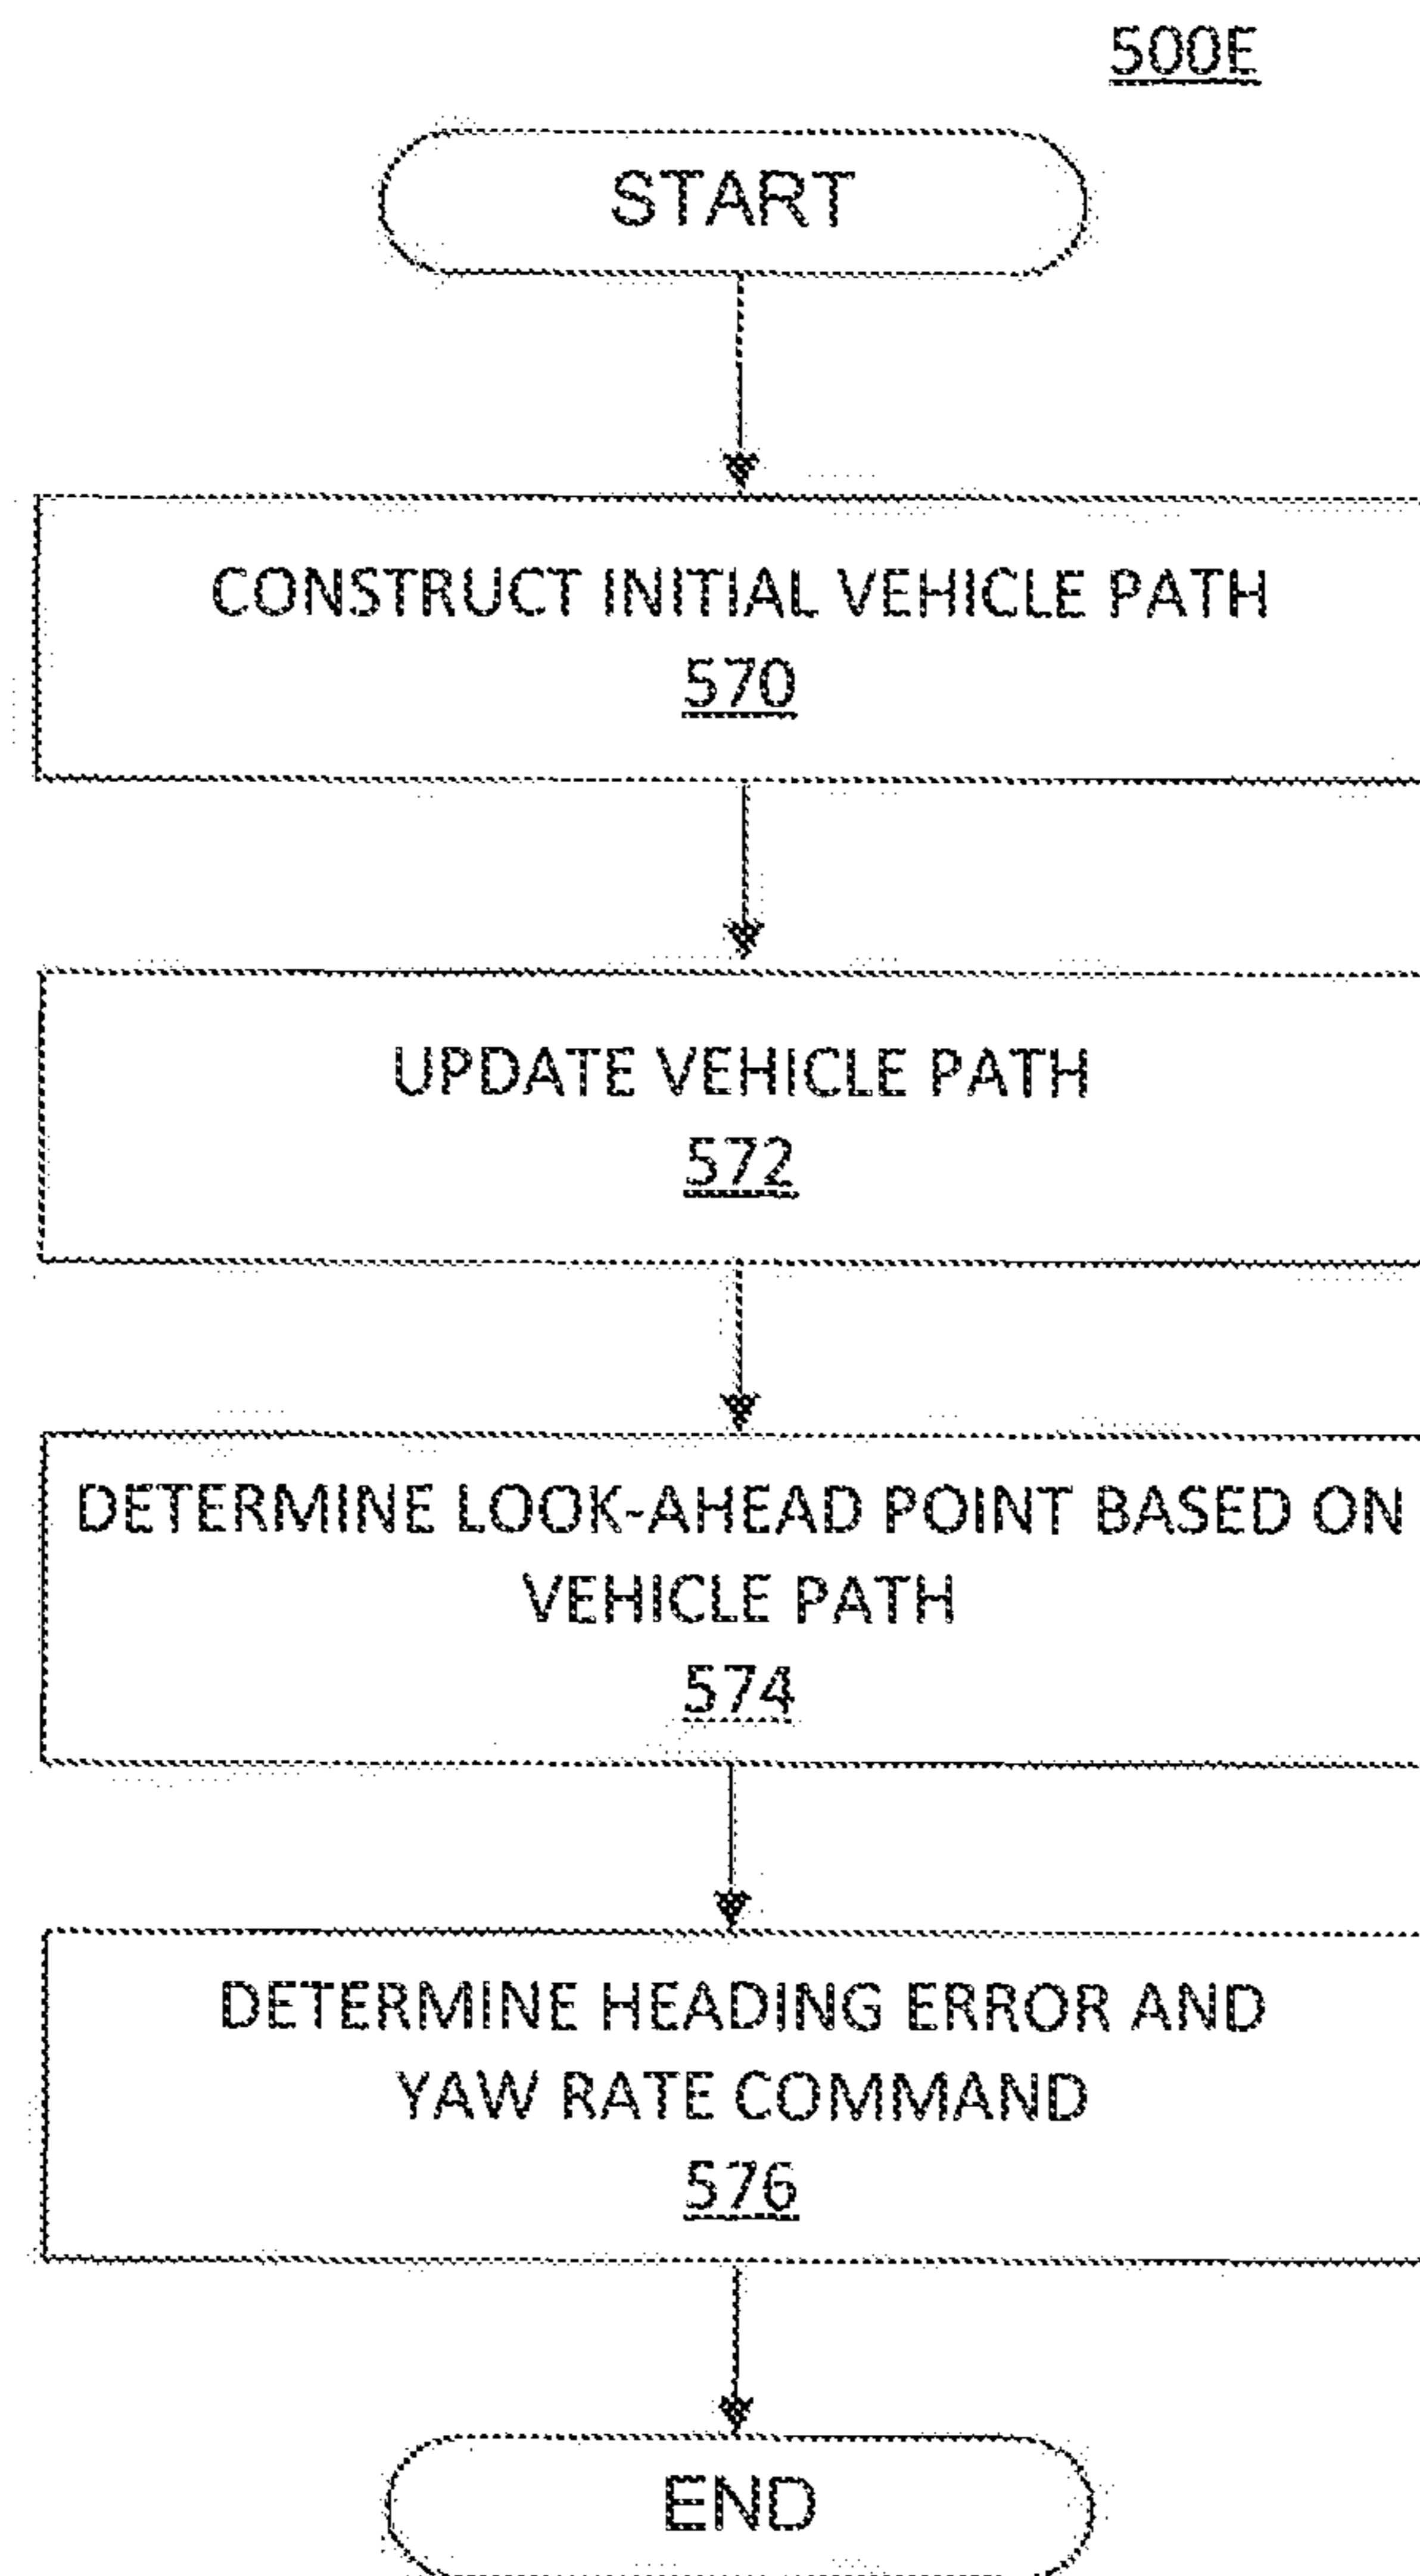 500E
START
CONSTRUCT INITIAL VEHICLE PATH
570
UPDATE VEHICLE PATH
572
DETERMINE LOOK-AHEAD POINT BASED ON
VEHICLE PATH
574
DETERMINE HEADING ERROR AND
YAW RATE COMMAND
576
END